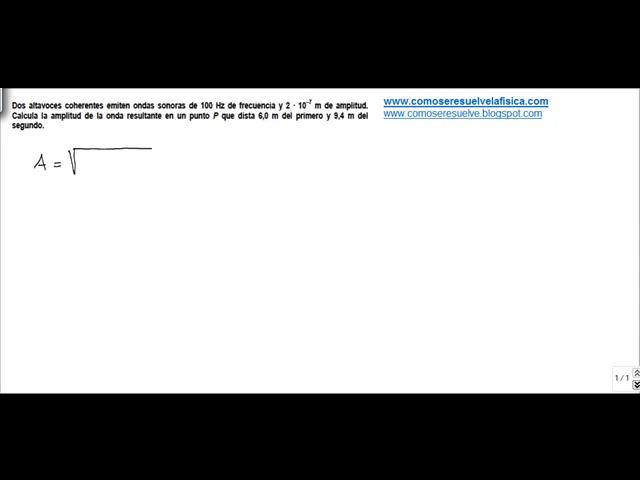 Dos altavoces coherentes emiten ondas sonoras de 100 Hz de frecuencia y 2 · 10⁻⁷ m de amplitud.
Calcula la amplitud de la onda resultante en un punto P que dista 6,0 m del primero y 9,4 m del
segundo.
www.comoseresuelvelafisica.com
www.comoseresuelve.blogspot.com
A = √
1 / 1